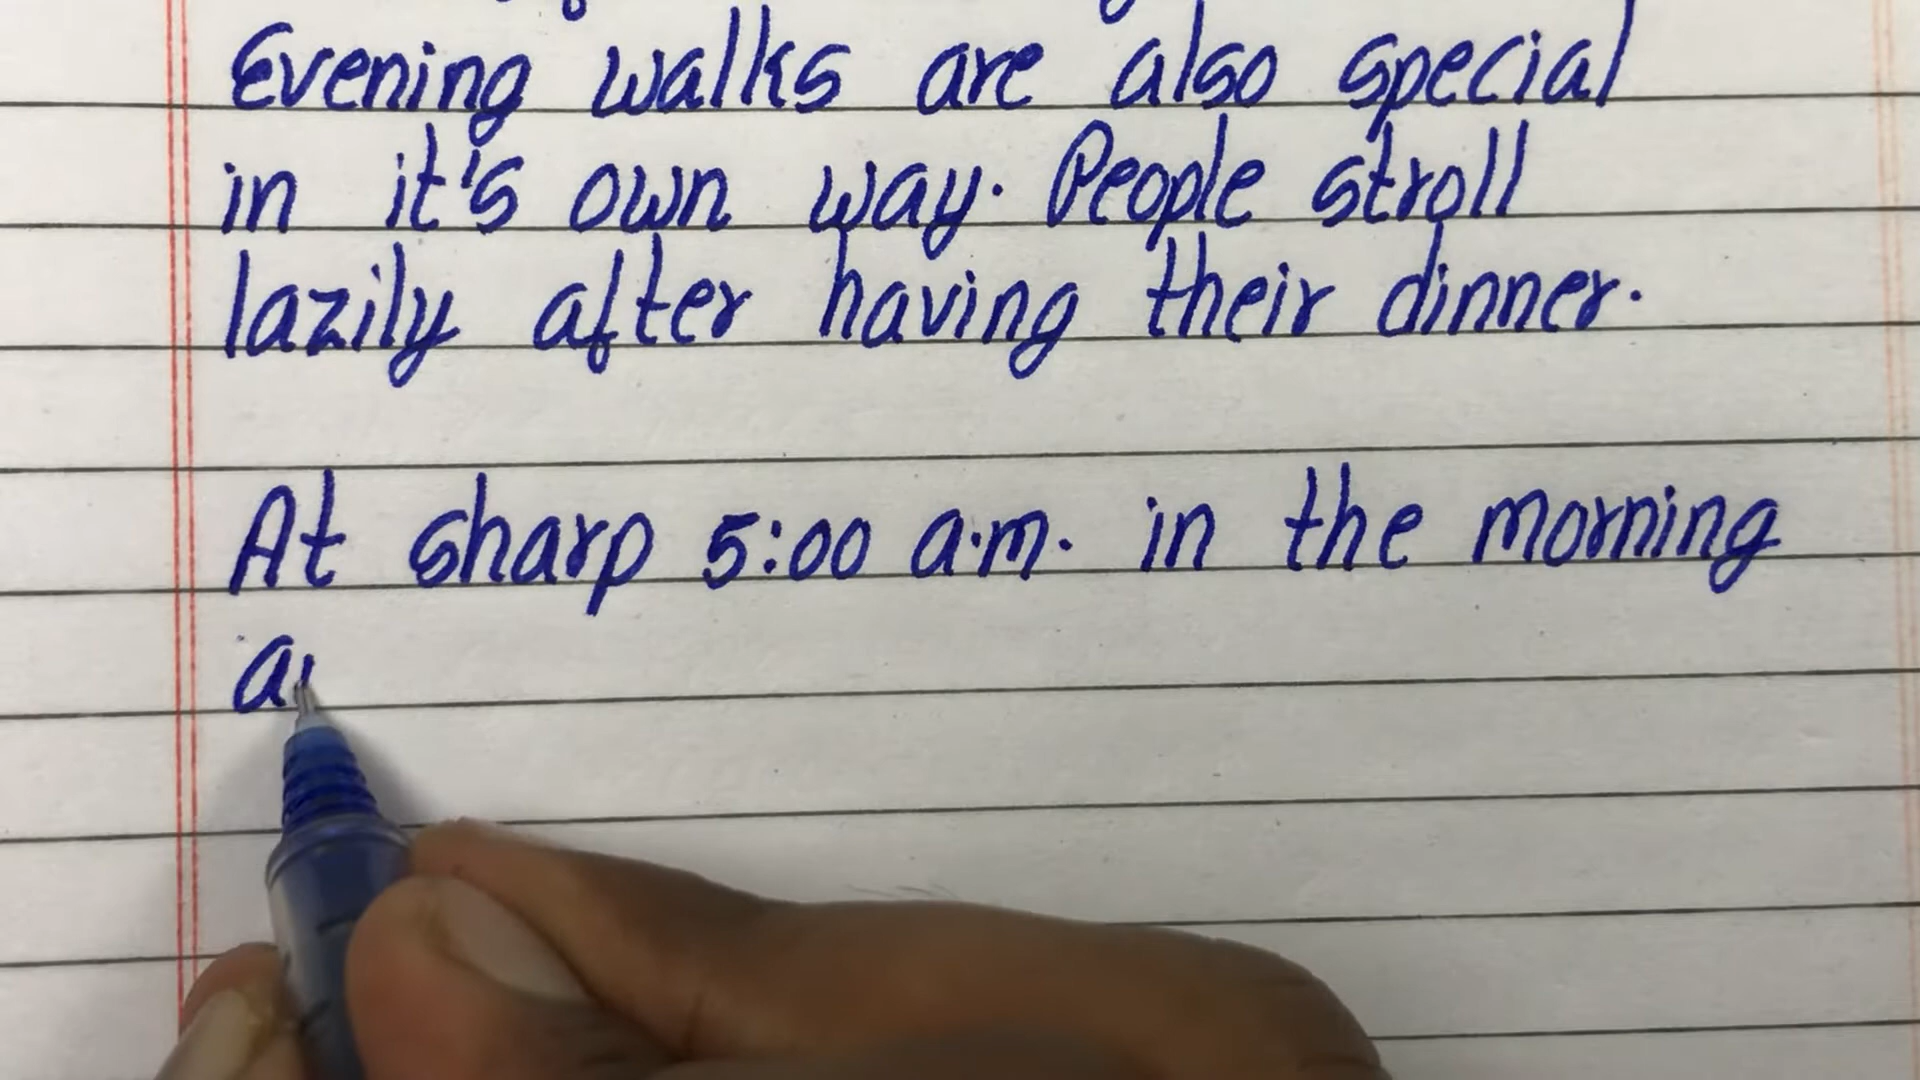 Evening walks are also special
in it's own way. People stroll
lazily after having their dinner.
At sharp 5:00 a.m. in the morning